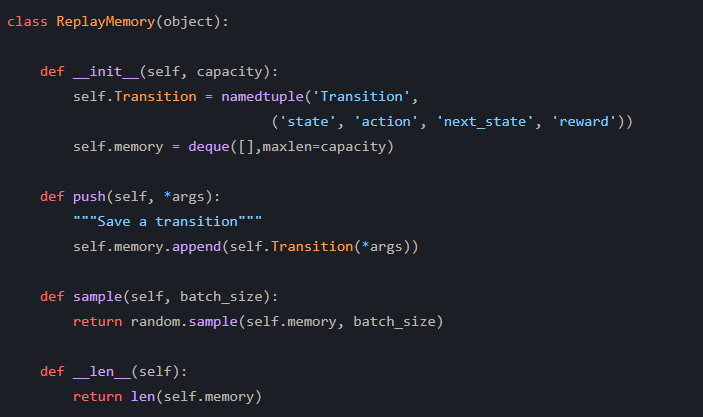 class ReplayMemory(object):
    def __init__(self, capacity):
        self.Transition = namedtuple('Transition',
                                ('state', 'action', 'next_state', 'reward'))
        self.memory = deque([],maxlen=capacity)
    def push(self, *args):
        """Save a transition"""
        self.memory.append(self.Transition(*args))
    def sample(self, batch_size):
        return random.sample(self.memory, batch_size)
    def __len__(self):
        return len(self.memory)